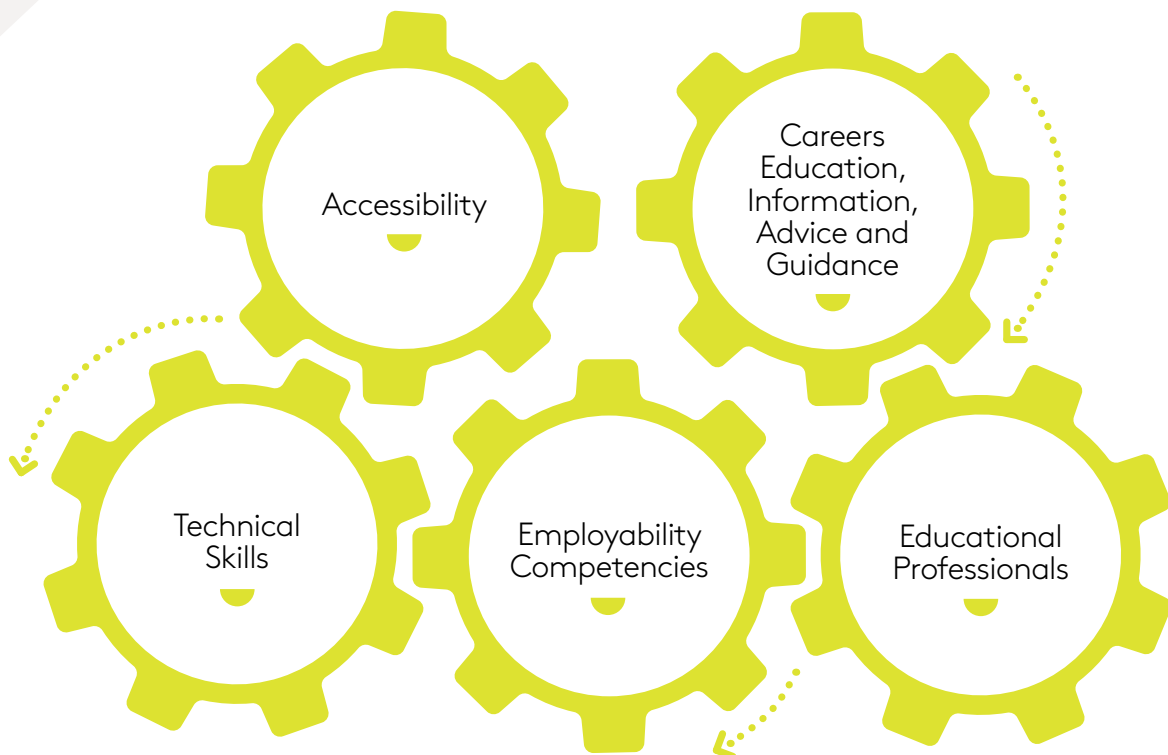 Accessibility
Careers
Education,
Information,
Advice and
Guidance
Technical
Skills
Employability
Competencies
Educational
Professionals